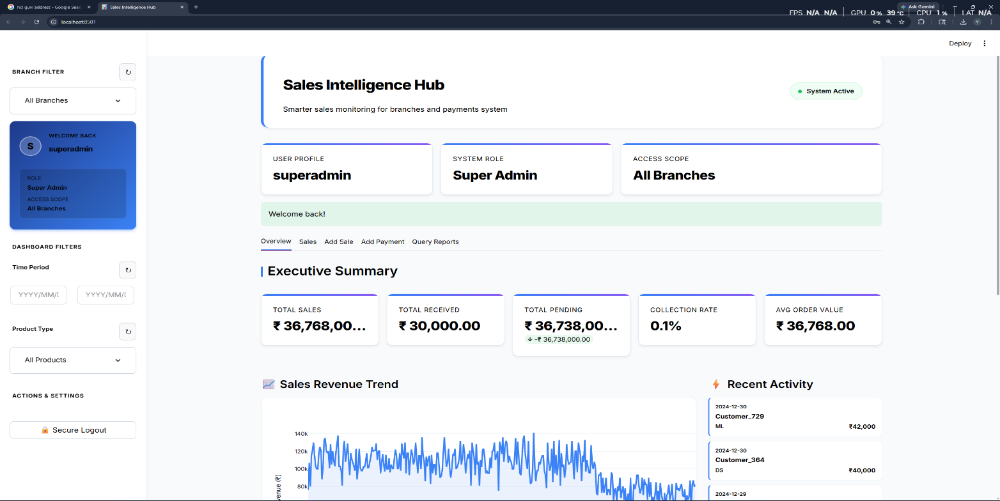 hcl guvi address - Google Sear
Sales Intelligence Hub
Ask Gemini
FPS N/A N/A GPU 0 % 39 °C CPU 1 % LAT N/A
localhost:8501
Y
Deploy
BRANCH FILTER
All Branches
S
WELCOME BACK
superadmin
ROLE
Super Admin
ACCESS SCOPE
All Branches
DASHBOARD FILTERS
Time Period
YYYY/MM/I
YYYY/MM/I
Product Type
All Products
ACTIONS & SETTINGS
Secure Logout
Sales Intelligence Hub
Smarter sales monitoring for branches and payments system
System Active
USER PROFILE
superadmin
SYSTEM ROLE
Super Admin
ACCESS SCOPE
All Branches
Welcome back!
Overview Sales Add Sale Add Payment Query Reports
Executive Summary
TOTAL SALES
₹ 36,768,00...
TOTAL RECEIVED
₹ 30,000.00
TOTAL PENDING
₹ 36,738,00...
-₹ 36,738,000.00
COLLECTION RATE
0.1%
AVG ORDER VALUE
₹ 36,768.00
Sales Revenue Trend
140k
120k
100k
80k
venue (₹)
Recent Activity
2024-12-30
Customer_729
ML ₹42,000
2024-12-30
Customer_364
DS ₹40,000
2024-12-29